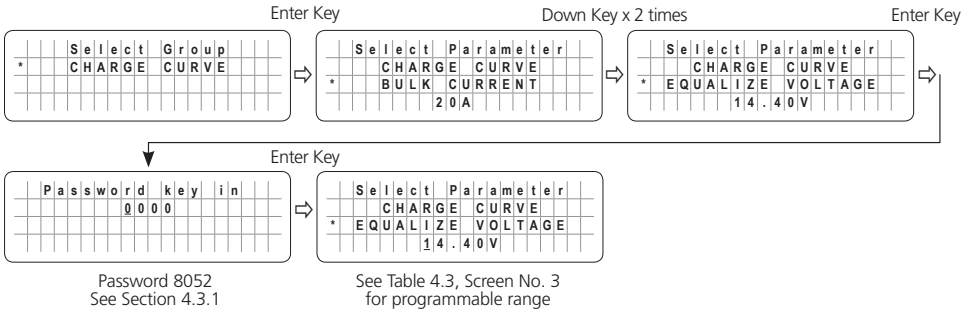 Enter Key
Down Key x 2 times
Enter Key
Select Group
* CHARGE CURVE
Select Parameter
CHARGE CURVE
* BULK CURRENT
20A
Select Parameter
CHARGE CURVE
* EQUALIZE VOLTAGE
14.40V
Enter Key
Password key in
0000
Select Parameter
CHARGE CURVE
* EQUALIZE VOLTAGE
14.40V
Password 8052
See Section 4.3.1
See Table 4.3, Screen No. 3
for programmable range